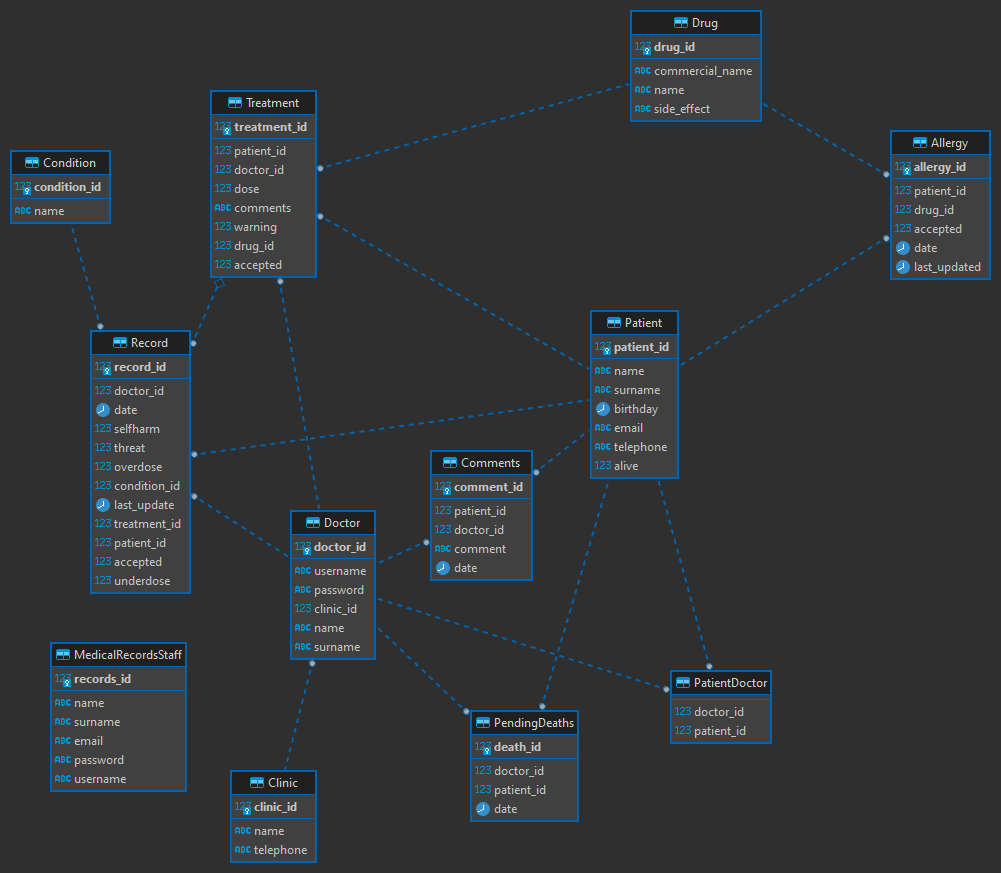 Drug
123 drug_id
ABC commercial_name
ABC name
ABC side_effect
Treatment
123 treatment_id
123 patient_id
123 doctor_id
123 dose
ABC comments
123 warning
123 drug_id
123 accepted
Allergy
123 allergy_id
123 patient_id
123 drug_id
123 accepted
date
last_updated
Condition
123 condition_id
ABC name
Patient
123 patient_id
ABC name
ABC surname
birthday
ABC email
ABC telephone
123 alive
Record
123 record_id
123 doctor_id
date
123 selfharm
123 threat
123 overdose
123 condition_id
last_update
123 treatment_id
123 patient_id
123 accepted
123 underdose
Comments
123 comment_id
123 patient_id
123 doctor_id
ABC comment
date
Doctor
123 doctor_id
ABC username
ABC password
123 clinic_id
ABC name
ABC surname
MedicalRecordsStaff
123 records_id
ABC name
ABC surname
ABC email
ABC password
ABC username
PatientDoctor
123 doctor_id
123 patient_id
PendingDeaths
123 death_id
123 doctor_id
123 patient_id
date
Clinic
123 clinic_id
ABC name
ABC telephone